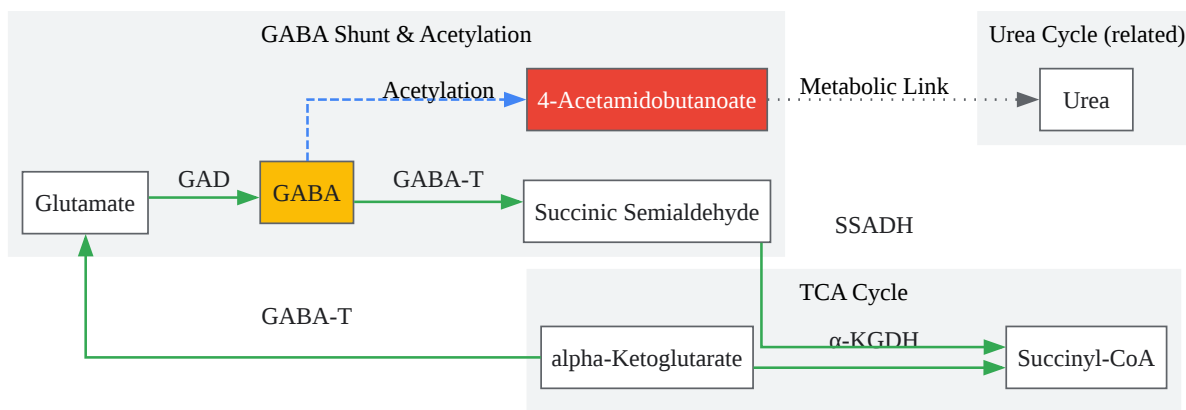 GABA Shunt & Acetylation
Urea Cycle (related)
Acetylation
4-Acetamidobutanoate
Metabolic Link
Urea
Glutamate
GAD
GABA
GABA-T
Succinic Semialdehyde
SSADH
TCA Cycle
GABA-T
alpha-Ketoglutarate
α-KGDH
Succinyl-CoA